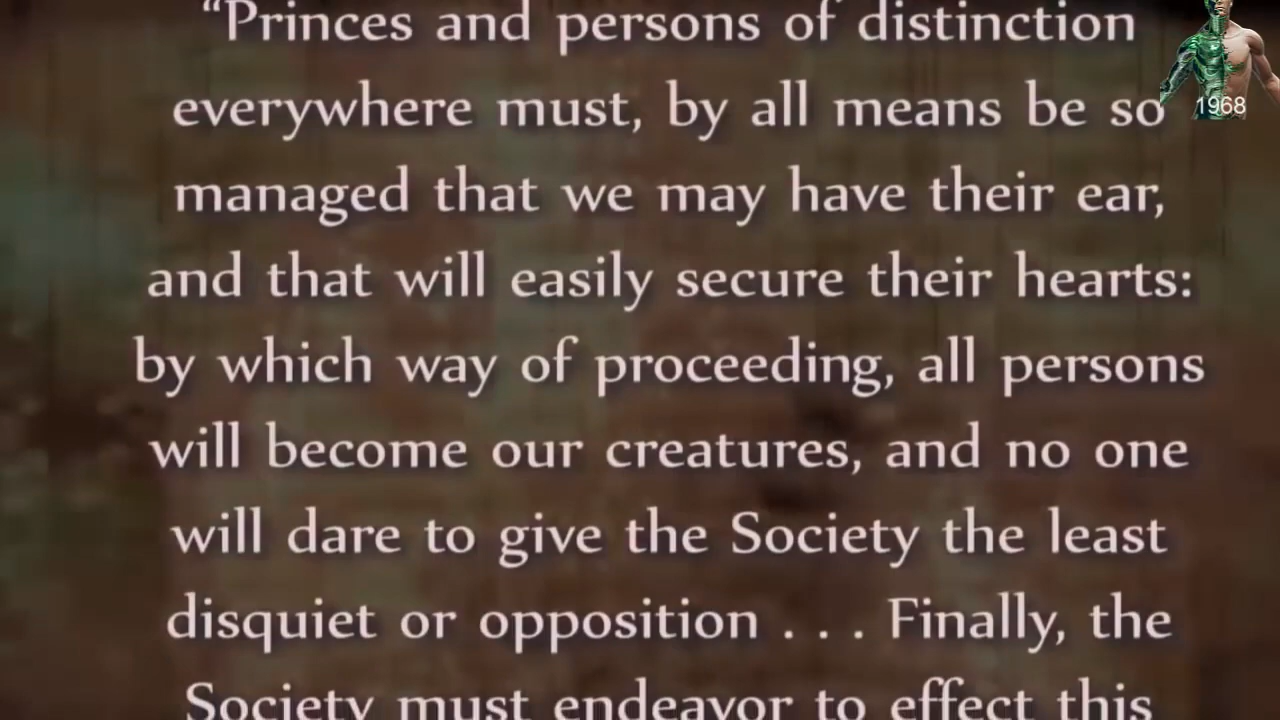 “Princes and persons of distinction
everywhere must, by all means be so
managed that we may have their ear,
and that will easily secure their hearts:
by which way of proceeding, all persons
will become our creatures, and no one
will dare to give the Society the least
disquiet or opposition . . . Finally, the
Society must endeavor to effect this
1968